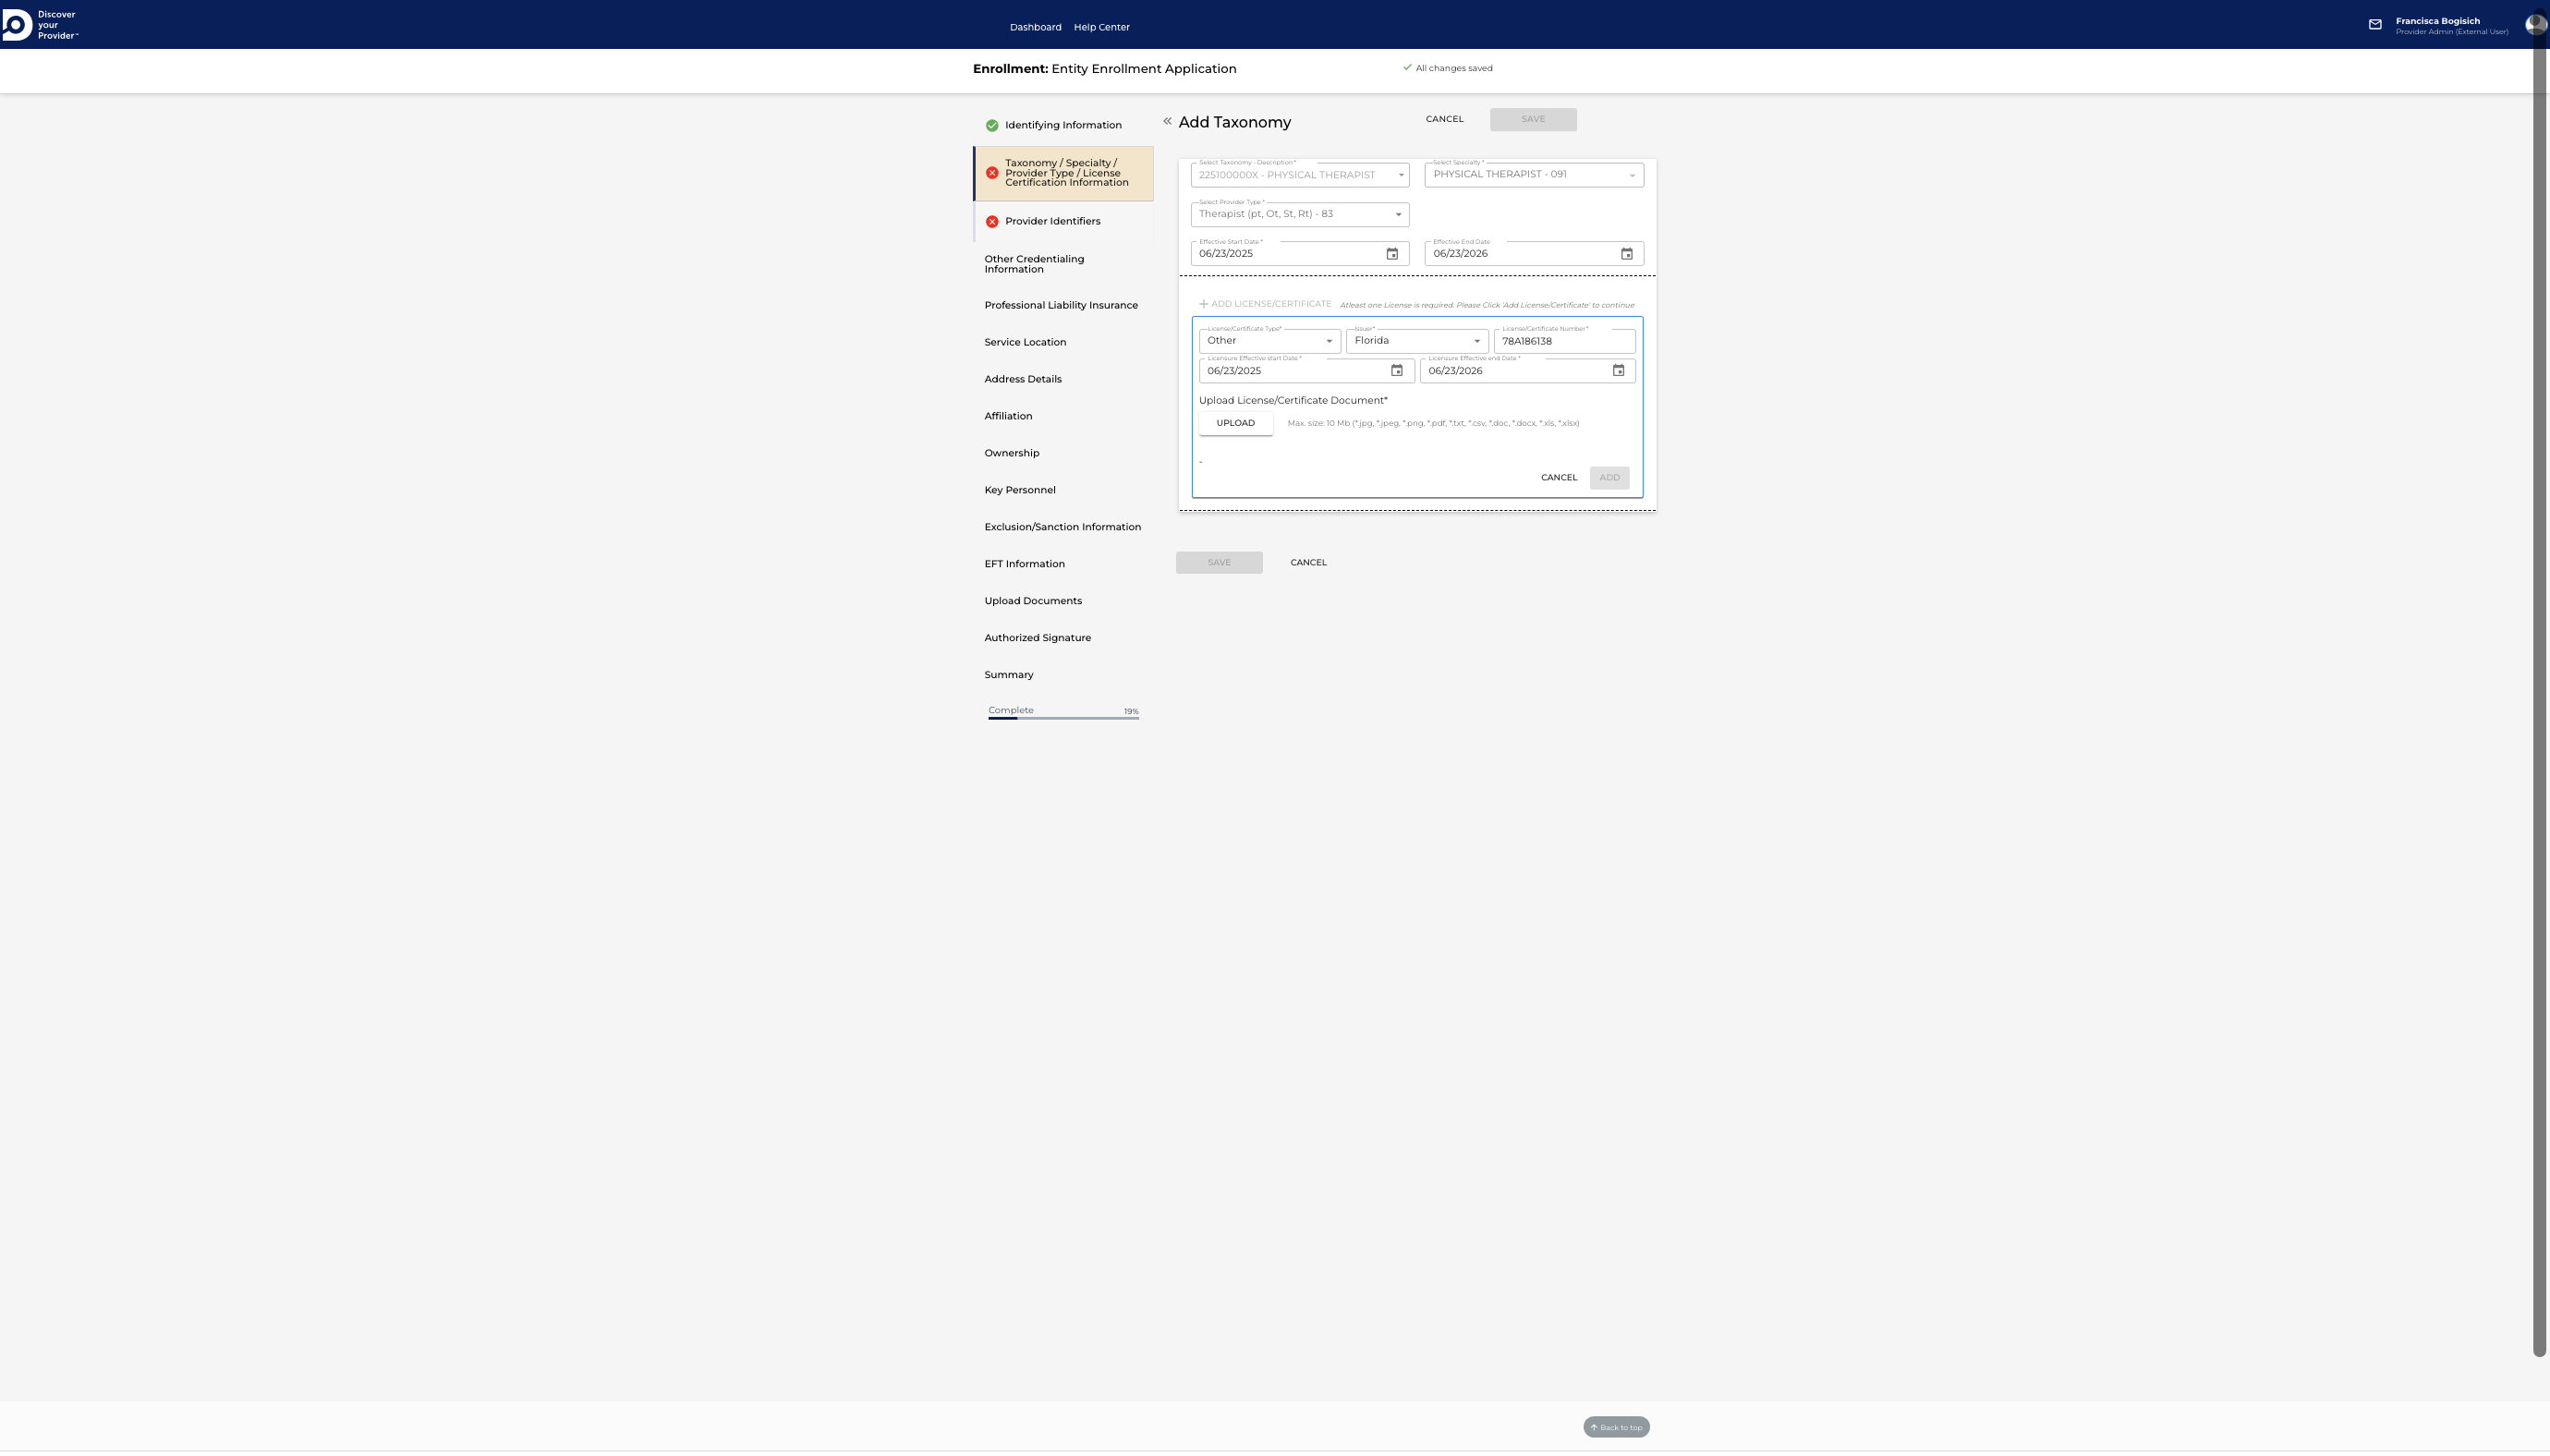 Discover
your
Provider™
Dashboard Help Center
Francisca Bogisich
Provider Admin (External User)
Enrollment: Entity Enrollment Application
All changes saved
Identifying Information
Taxonomy / Specialty /
Provider Type / License
Certification Information
Provider Identifiers
Other Credentialing
Information
Professional Liability Insurance
Service Location
Address Details
Affiliation
Ownership
Key Personnel
Exclusion/Sanction Information
EFT Information
Upload Documents
Authorized Signature
Summary
Complete 19%
« Add Taxonomy
CANCEL SAVE
Select Taxonomy - Description* Select Specialty *
225100000X - PHYSICAL THERAPIST PHYSICAL THERAPIST - 091
Select Provider Type *
Therapist (pt, Ot, St, Rt) - 83
Effective Start Date * Effective End Date
06/23/2025 06/23/2026
+ ADD LICENSE/CERTIFICATE Atleast one License is required. Please Click 'Add License/Certificate' to continue
License/Certificate Type* Issuer* License/Certificate Number*
Other Florida 78A186138
Licensure Effective start Date * Licensure Effective end Date *
06/23/2025 06/23/2026
Upload License/Certificate Document*
UPLOAD Max. size: 10 Mb (*.jpg, *.jpeg, *.png, *.pdf, *.txt, *.csv, *.doc, *.docx, *.xls, *.xlsx)
-
CANCEL ADD
SAVE CANCEL
Back to top